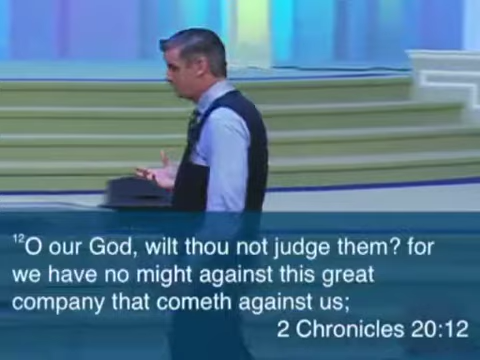 12O our God, wilt thou not judge them? for
we have no might against this great
company that cometh against us;
2 Chronicles 20:12